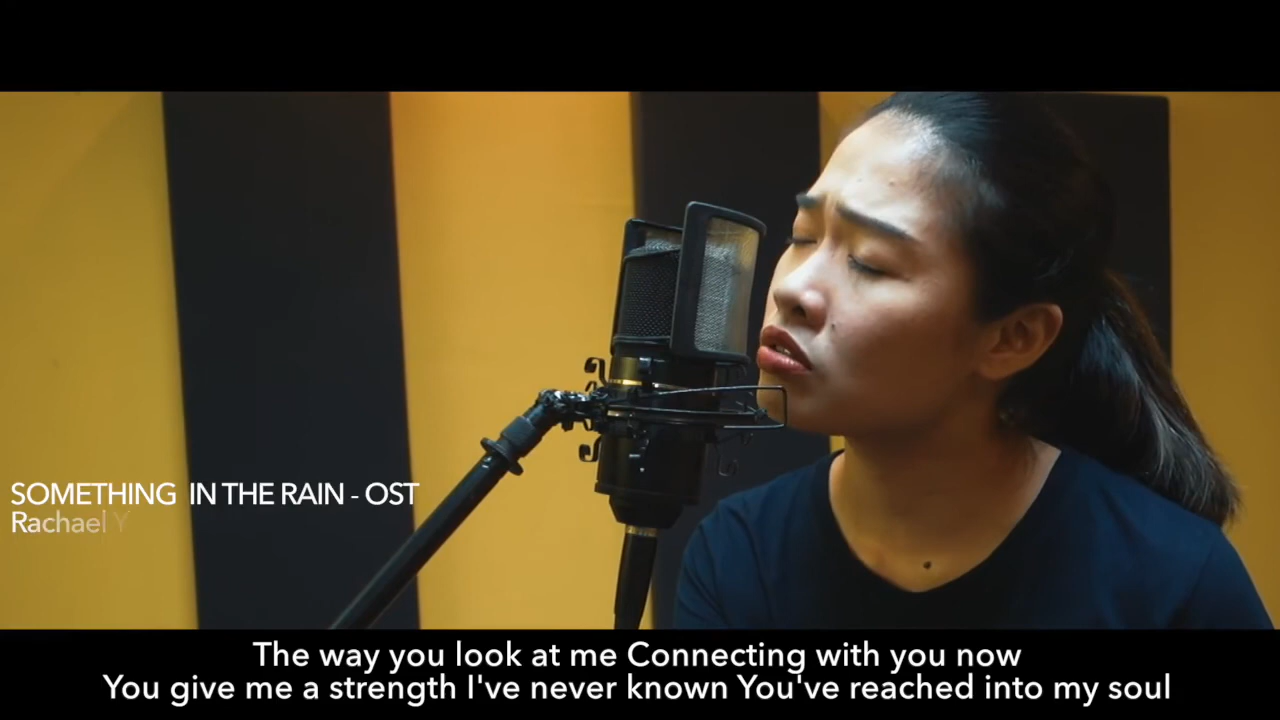 SOMETHING IN THE RAIN - OST
Rachael Y
The way you look at me Connecting with you now
You give me a strength I've never known You've reached into my soul